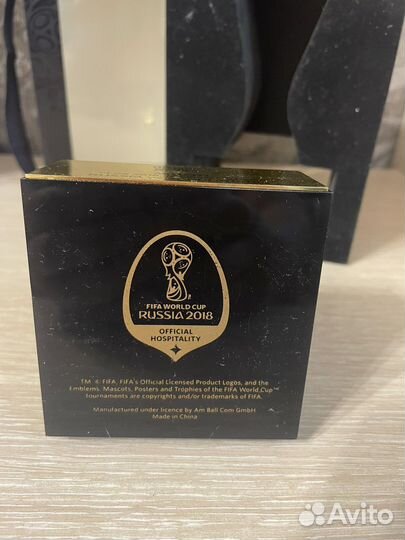 FIFA WORLD CUP
RUSSIA 2018
OFFICIAL
HOSPITALITY
TM & FIFA, FIFA's Official Licensed Product Logos, and the
Emblems, Mascots, Posters and Trophies of the FIFA World Cup™
tournaments are copyrights and/or trademarks of FIFA.
Manufactured under licence by Am Ball Com GmbH
Made in China
Avito